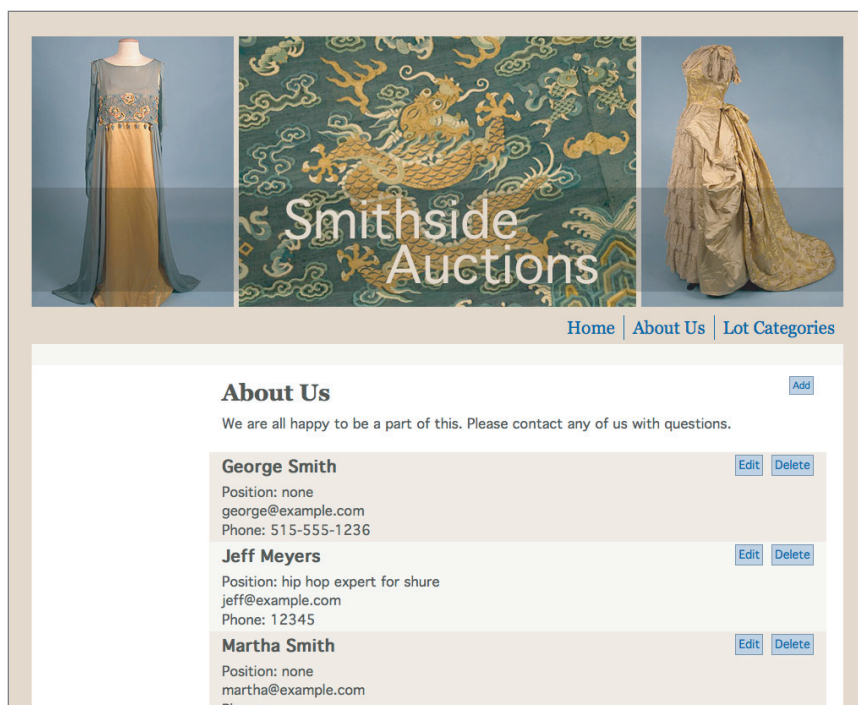 Smithside
Auctions
Home About Us Lot Categories
About Us Add
We are all happy to be a part of this. Please contact any of us with questions.
George Smith Edit Delete
Position: none
george@example.com
Phone: 515-555-1236
Jeff Meyers Edit Delete
Position: hip hop expert for shure
jeff@example.com
Phone: 12345
Martha Smith Edit Delete
Position: none
martha@example.com